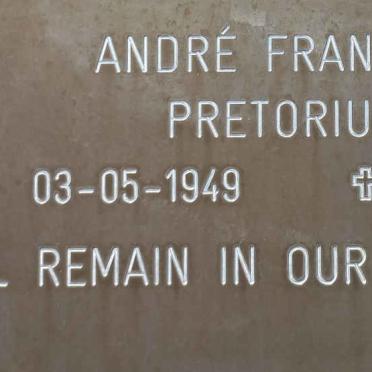 ANDRÉ FRAN
PRETORIU
03-05-1949 ✝
REMAIN IN OUR